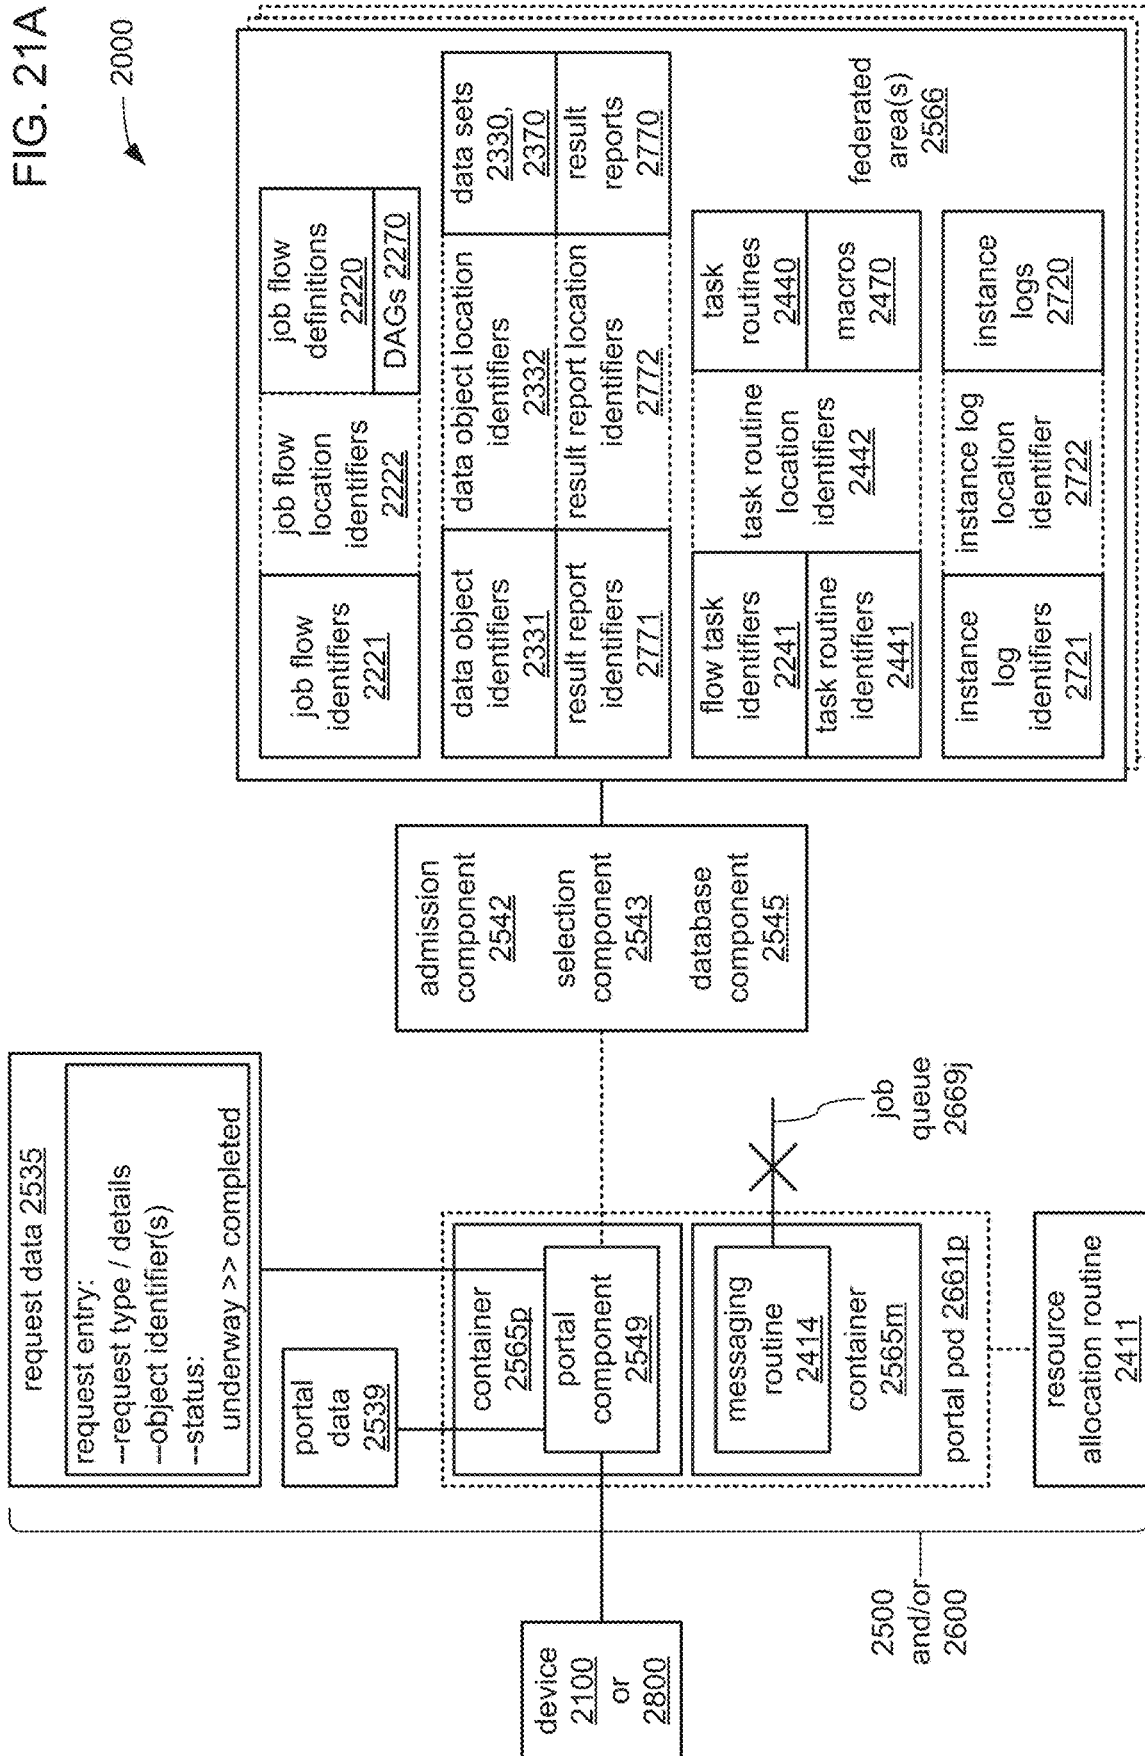 FIG. 21A
2000
request data 2535
request entry:
--request type / details
--object identifier(s)
--status:
underway >> completed
portal
data
2539
device
2100
or
2800
2500
and/or
2600
container
2565p
portal
component
2549
messaging
routine
2414
container
2565m
portal pod 2661p
resource
allocation routine
2411
job
queue
2669j
admission
component
2542
selection
component
2543
database
component
2545
job flow
identifiers
2221
job flow
location
identifiers
2222
job flow
definitions
2220
DAGs 2270
data object
identifiers
2331
data object location
identifiers
2332
data sets
2330,
2370
result report
identifiers
2771
result report location
identifiers
2772
result
reports
2770
flow task
identifiers
2241
task routine
identifiers
2441
task routine
location
identifiers
2442
task
routines
2440
macros
2470
instance
log
identifiers
2721
instance log
location
identifier
2722
instance
logs
2720
federated
area(s)
2566